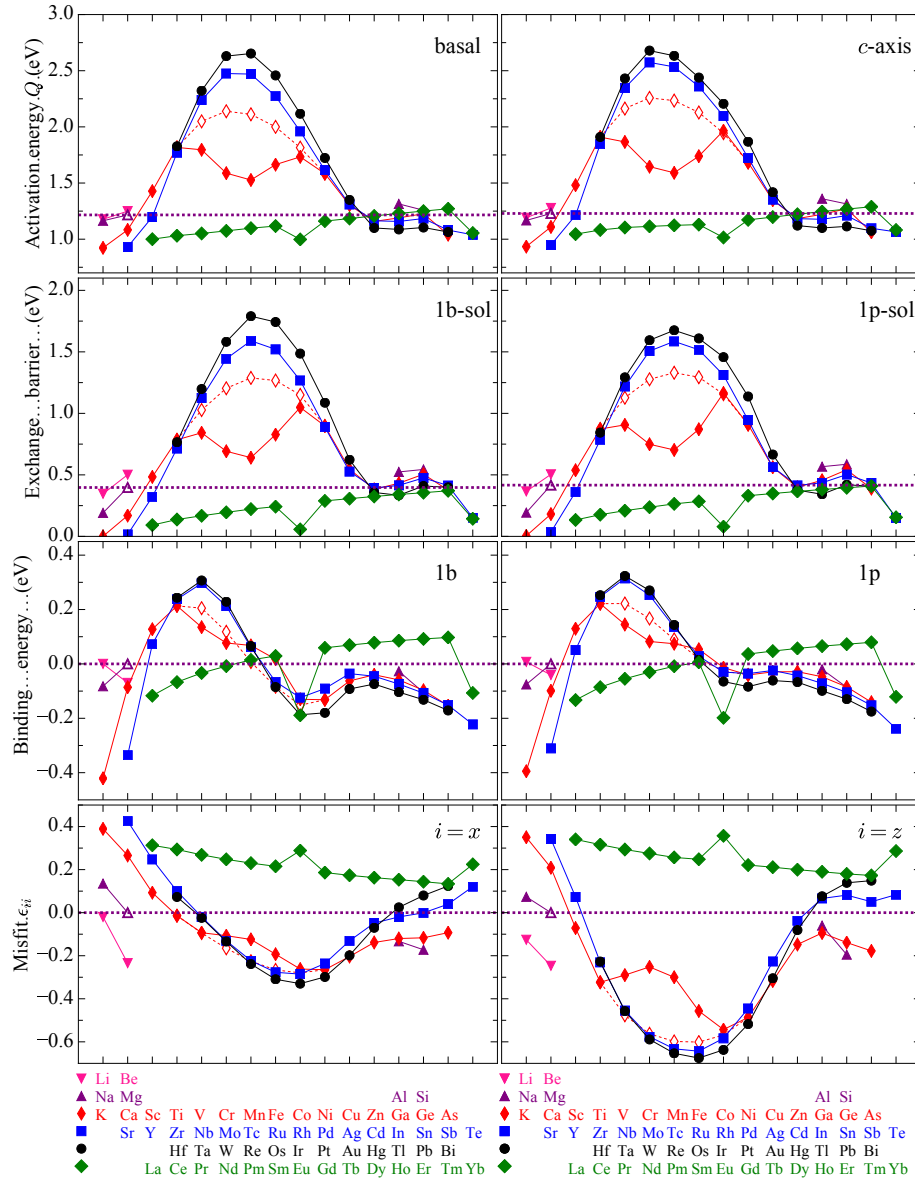 basal
c-axis
Activation.energy.Q.(eV)
3.0
2.5
2.0
1.5
1.0
0.5
1b-sol
1p-sol
Exchange...barrier...(eV)
2.0
1.5
1.0
0.5
0.0
1b
1p
Binding....energy...(eV)
0.4
0.2
0.0
−0.2
−0.4
i = x
i = z
Misfit.ϵii
0.4
0.2
0.0
−0.2
−0.4
−0.6
Li Be
Na Mg Al Si
K Ca Sc Ti V Cr Mn Fe Co Ni Cu Zn Ga Ge As
Sr Y Zr Nb Mo Tc Ru Rh Pd Ag Cd In Sn Sb Te
Hf Ta W Re Os Ir Pt Au Hg Tl Pb Bi
La Ce Pr Nd Pm Sm Eu Gd Tb Dy Ho Er Tm Yb
Li Be
Na Mg Al Si
K Ca Sc Ti V Cr Mn Fe Co Ni Cu Zn Ga Ge As
Sr Y Zr Nb Mo Tc Ru Rh Pd Ag Cd In Sn Sb Te
Hf Ta W Re Os Ir Pt Au Hg Tl Pb Bi
La Ce Pr Nd Pm Sm Eu Gd Tb Dy Ho Er Tm Yb